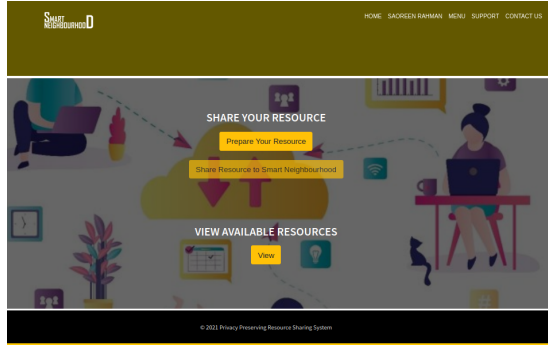 SMART
NEIGHBOURHOOD
HOME SAOREEN RAHMAN MENU SUPPORT CONTACT US
SHARE YOUR RESOURCE
Prepare Your Resource
Share Resource to Smart Neighbourhood
VIEW AVAILABLE RESOURCES
View
© 2021 Privacy Preserving Resource Sharing System